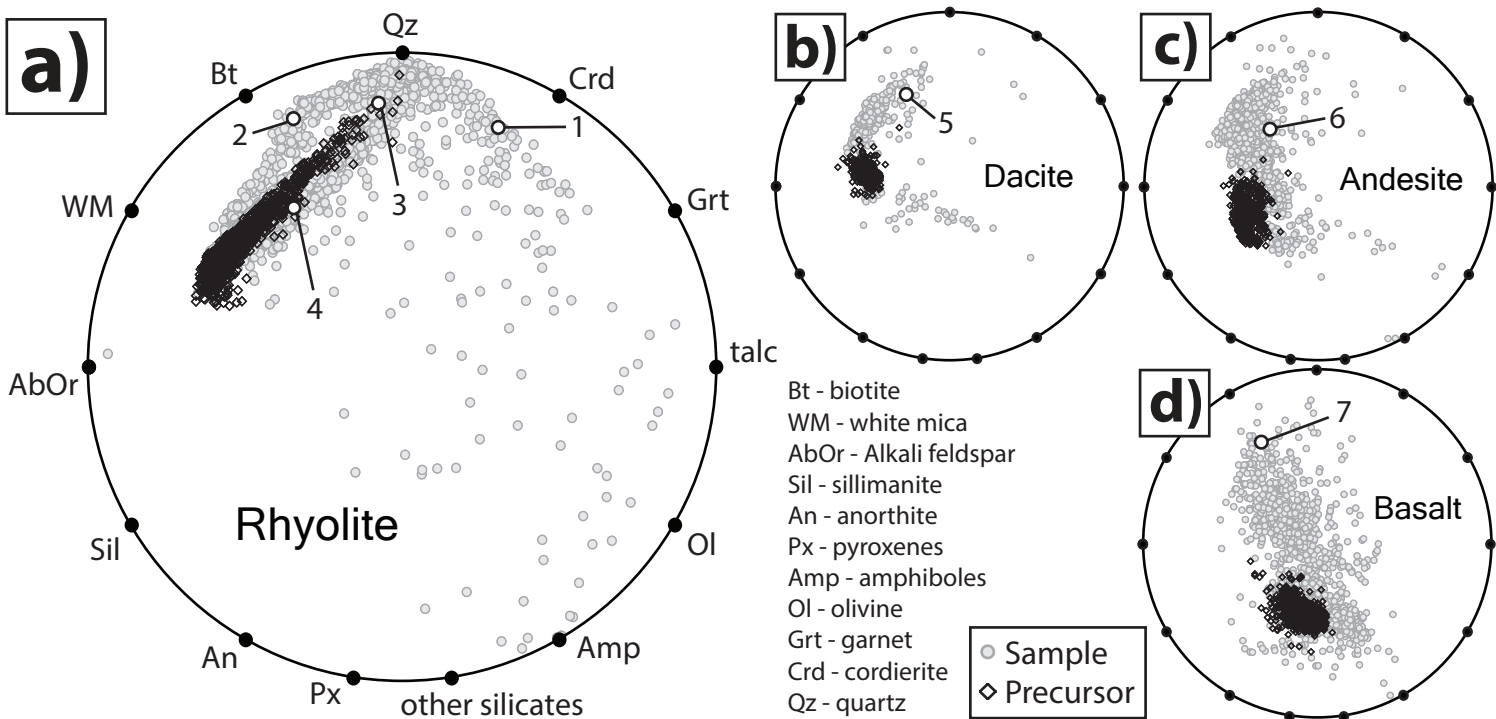 a)
Qz
Bt
Crd
2
1
3
WM
Grt
4
AbOr
talc
Sil
Rhyolite
Ol
An
Amp
Px
other silicates
b)
5
Dacite
c)
6
Andesite
d)
7
Basalt
Bt - biotite
WM - white mica
AbOr - Alkali feldspar
Sil - sillimanite
An - anorthite
Px - pyroxenes
Amp - amphiboles
Ol - olivine
Grt - garnet
Crd - cordierite
Qz - quartz
Sample
Precursor